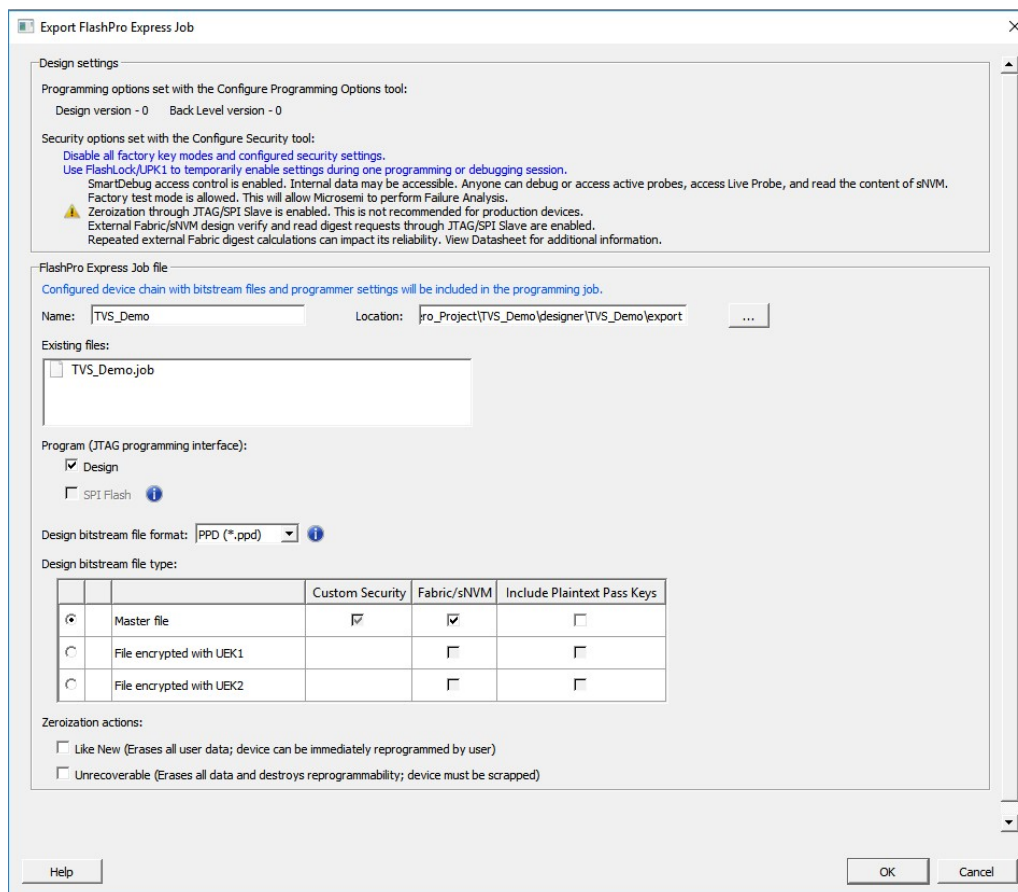 Export FlashPro Express Job
Design settings
Programming options set with the Configure Programming Options tool:
Design version - 0 Back Level version - 0
Security options set with the Configure Security tool:
Disable all factory key modes and configured security settings.
Use FlashLock/UPK1 to temporarily enable settings during one programming or debugging session.
SmartDebug access control is enabled. Internal data may be accessible. Anyone can debug or access active probes, access Live Probe, and read the content of sNVM.
Factory test mode is allowed. This will allow Microsemi to perform Failure Analysis.
Zeroization through JTAG/SPI Slave is enabled. This is not recommended for production devices.
External Fabric/sNVM design verify and read digest requests through JTAG/SPI Slave are enabled.
Repeated external Fabric digest calculations can impact its reliability. View Datasheet for additional information.
FlashPro Express Job file
Configured device chain with bitstream files and programmer settings will be included in the programming job.
Name: TVS_Demo Location: ero_Project\TVS_Demo\designer\TVS_Demo\export ...
Existing files:
TVS_Demo.job
Program (JTAG programming interface):
Design
SPI Flash
Design bitstream file format: PPD (*.ppd)
Design bitstream file type:
Custom Security Fabric/sNVM Include Plaintext Pass Keys
Master file
File encrypted with UEK1
File encrypted with UEK2
Zeroization actions:
Like New (Erases all user data; device can be immediately reprogrammed by user)
Unrecoverable (Erases all data and destroys reprogrammability; device must be scrapped)
Help OK Cancel